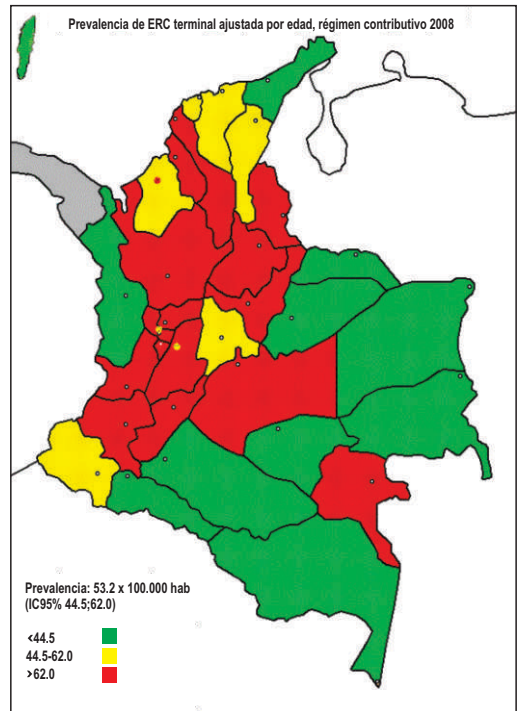 Prevalencia de ERC terminal ajustada por edad, régimen contributivo 2008
Prevalencia: 53.2 x 100.000 hab
(IC95% 44.5;62.0)
<44.5
44.5-62.0
>62.0